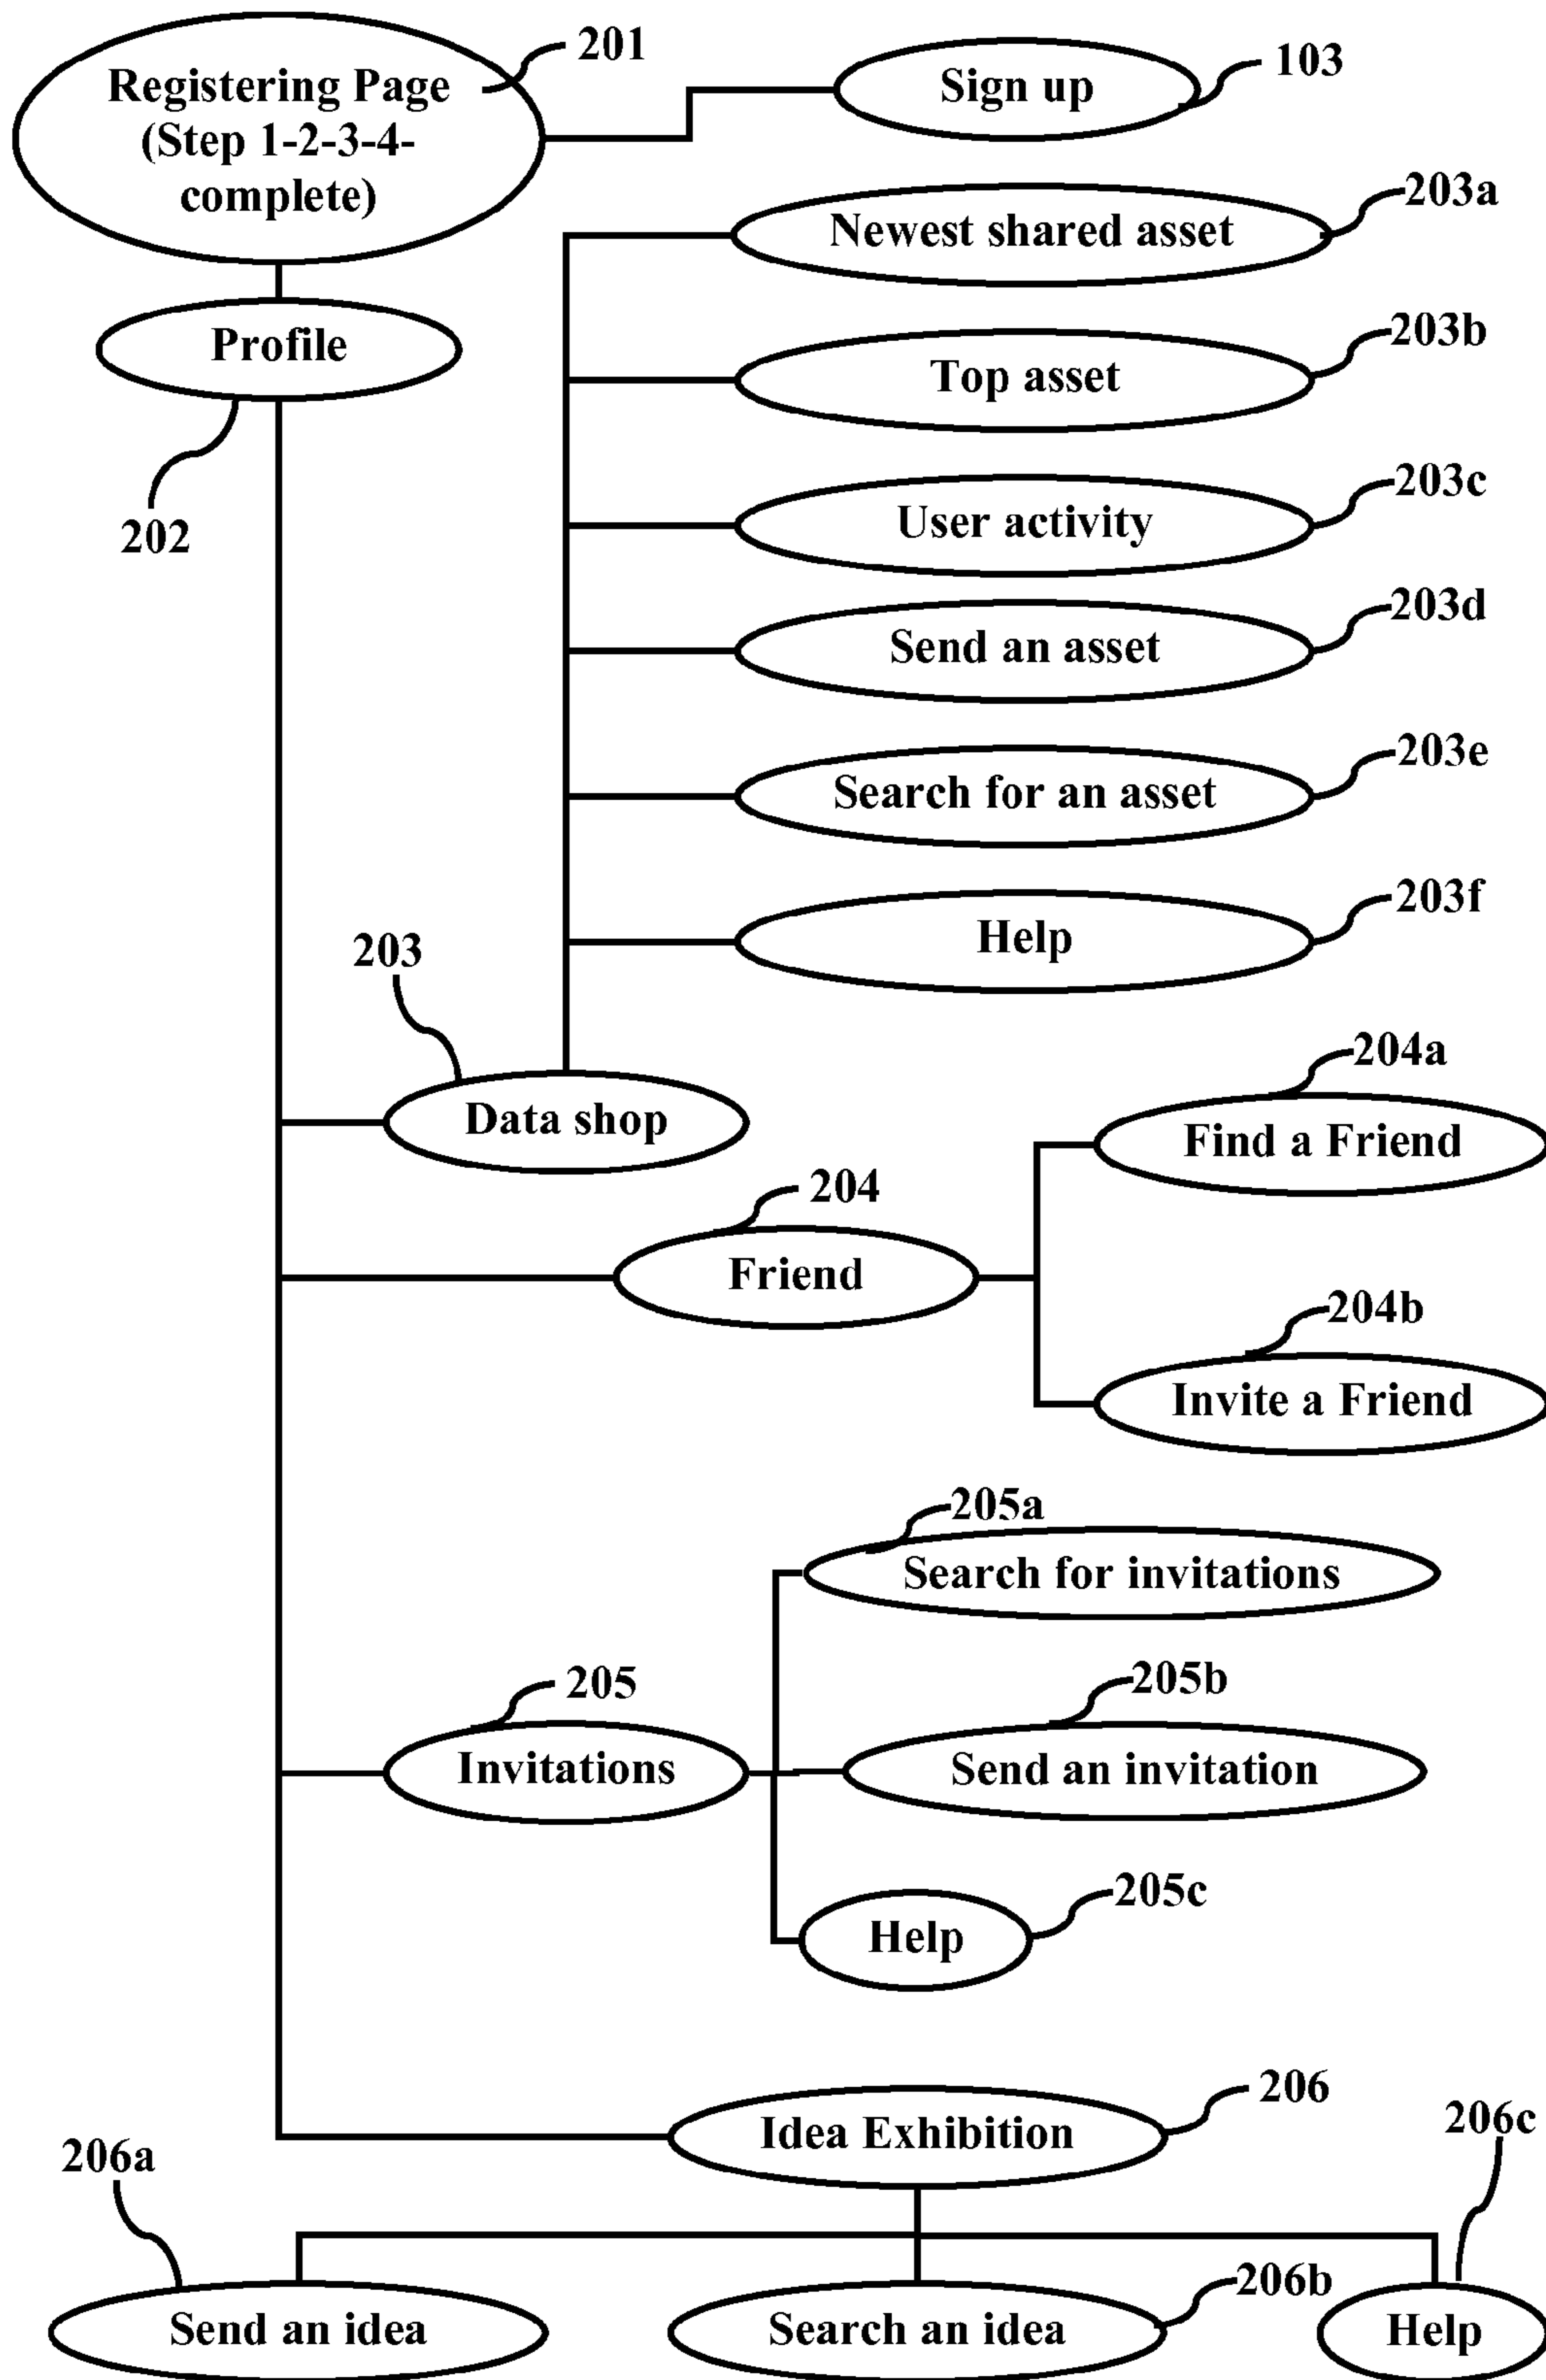 201
Registering Page
(Step 1-2-3-4-
complete)
Sign up
103
Newest shared asset
203a
Profile
202
Top asset
203b
User activity
203c
Send an asset
203d
Search for an asset
203e
Help
203f
203
Data shop
204a
Find a Friend
204
Friend
204b
Invite a Friend
205a
Search for invitations
205
Invitations
205b
Send an invitation
205c
Help
206
Idea Exhibition
206a
Send an idea
206b
Search an idea
206c
Help